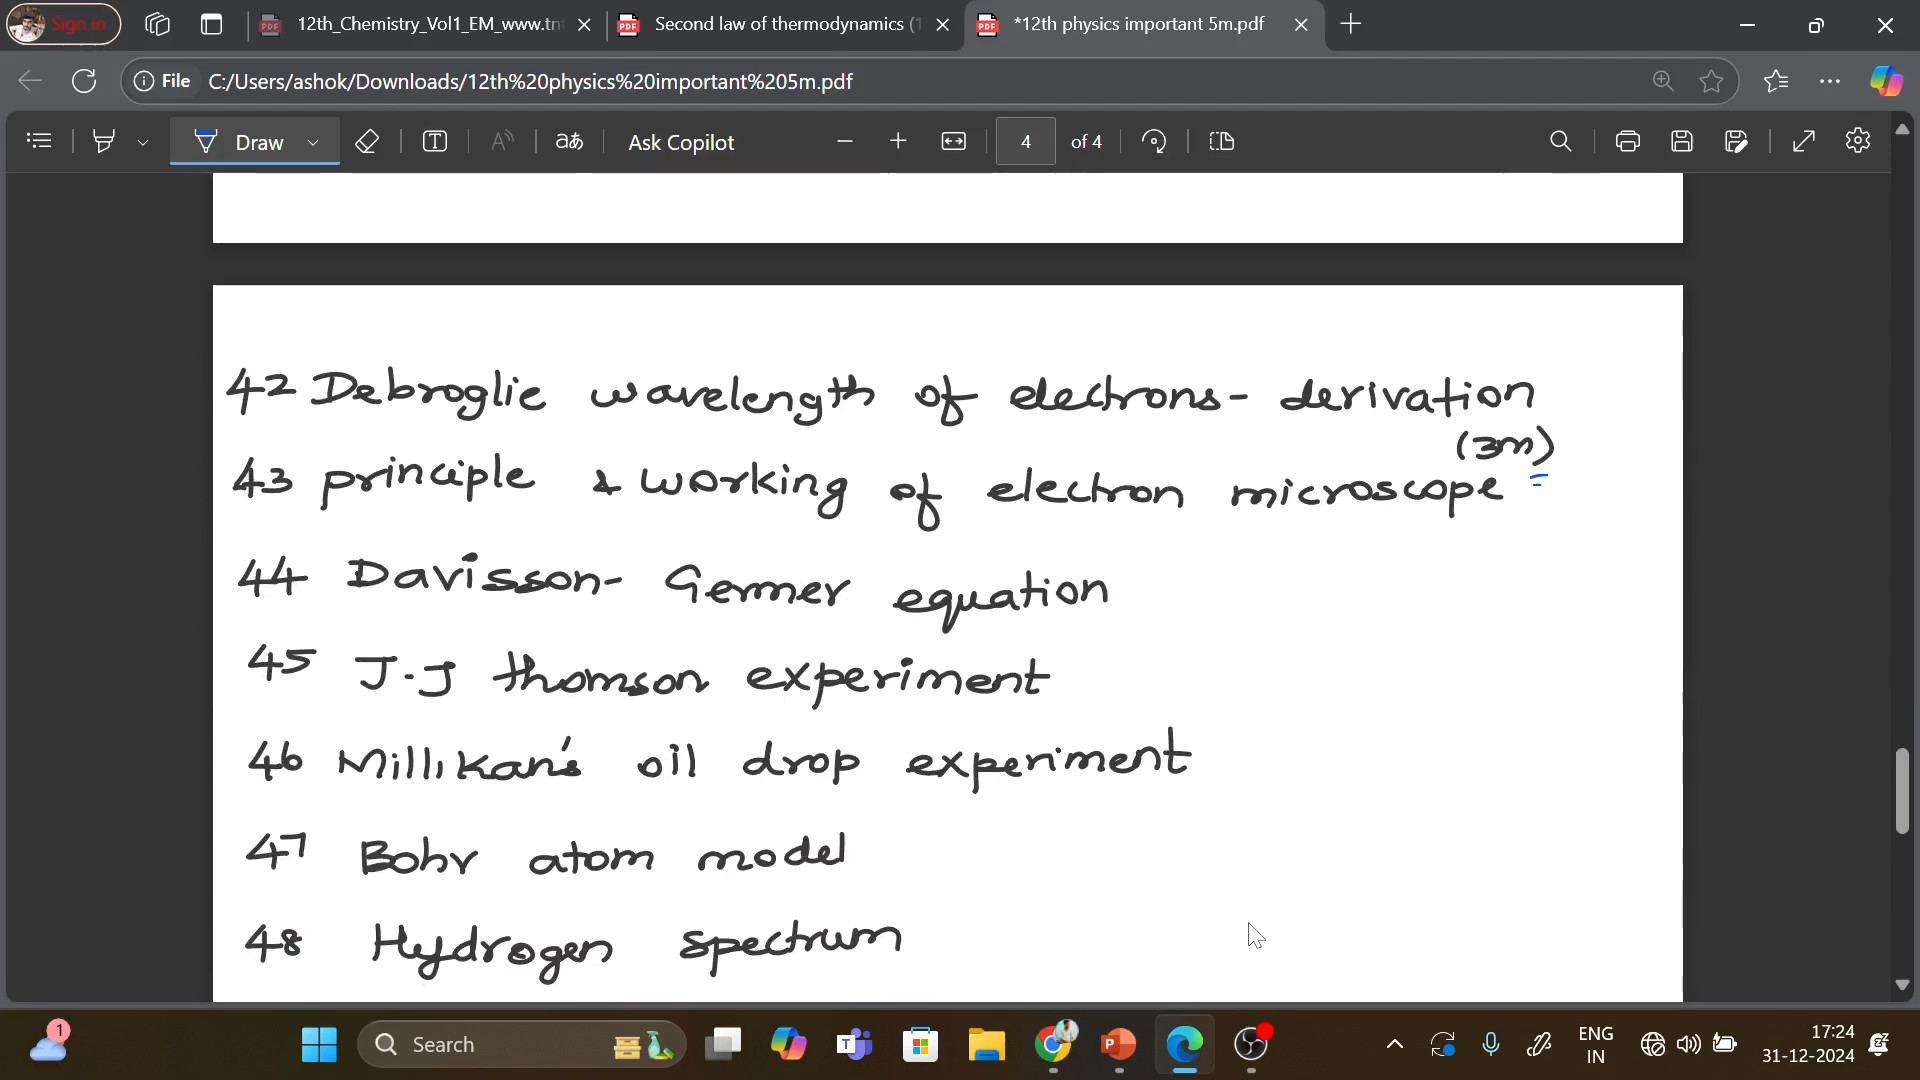 Sign in
12th_Chemistry_Vol1_EM_www.tn
Second law of thermodynamics (1
*12th physics important 5m.pdf
File C:/Users/ashok/Downloads/12th%20physics%20important%205m.pdf
Draw
T
A
aあ
Ask Copilot
4 of 4
42 Debroglie wavelength of electrons - derivation
(3m)
43 principle & working of electron microscope =
44 Davisson - Germer equation
45 J.J thomson experiment
46 Millikan's oil drop experiment
47 Bohr atom model
48 Hydrogen spectrum
1
Search
ENG
IN
17:24
31-12-2024